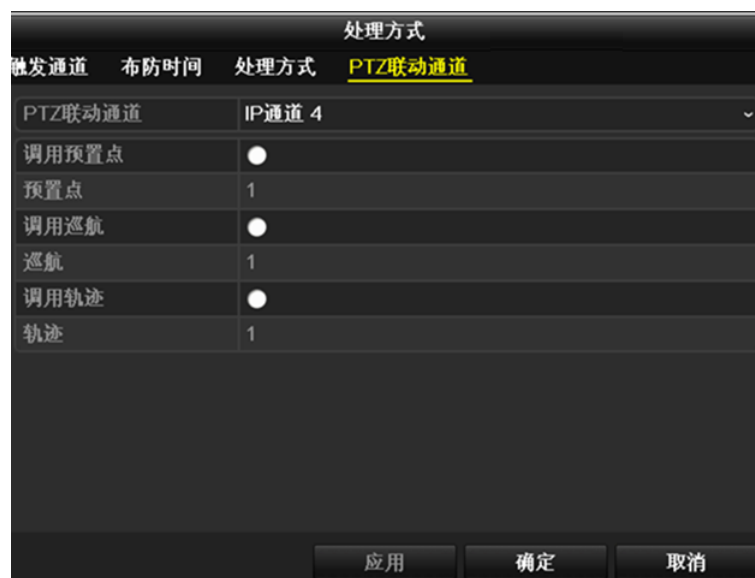 处理方式
触发通道 布防时间 处理方式 PTZ联动通道
PTZ联动通道 IP通道 4
调用预置点
预置点 1
调用巡航
巡航 1
调用轨迹
轨迹 1
应用 确定 取消